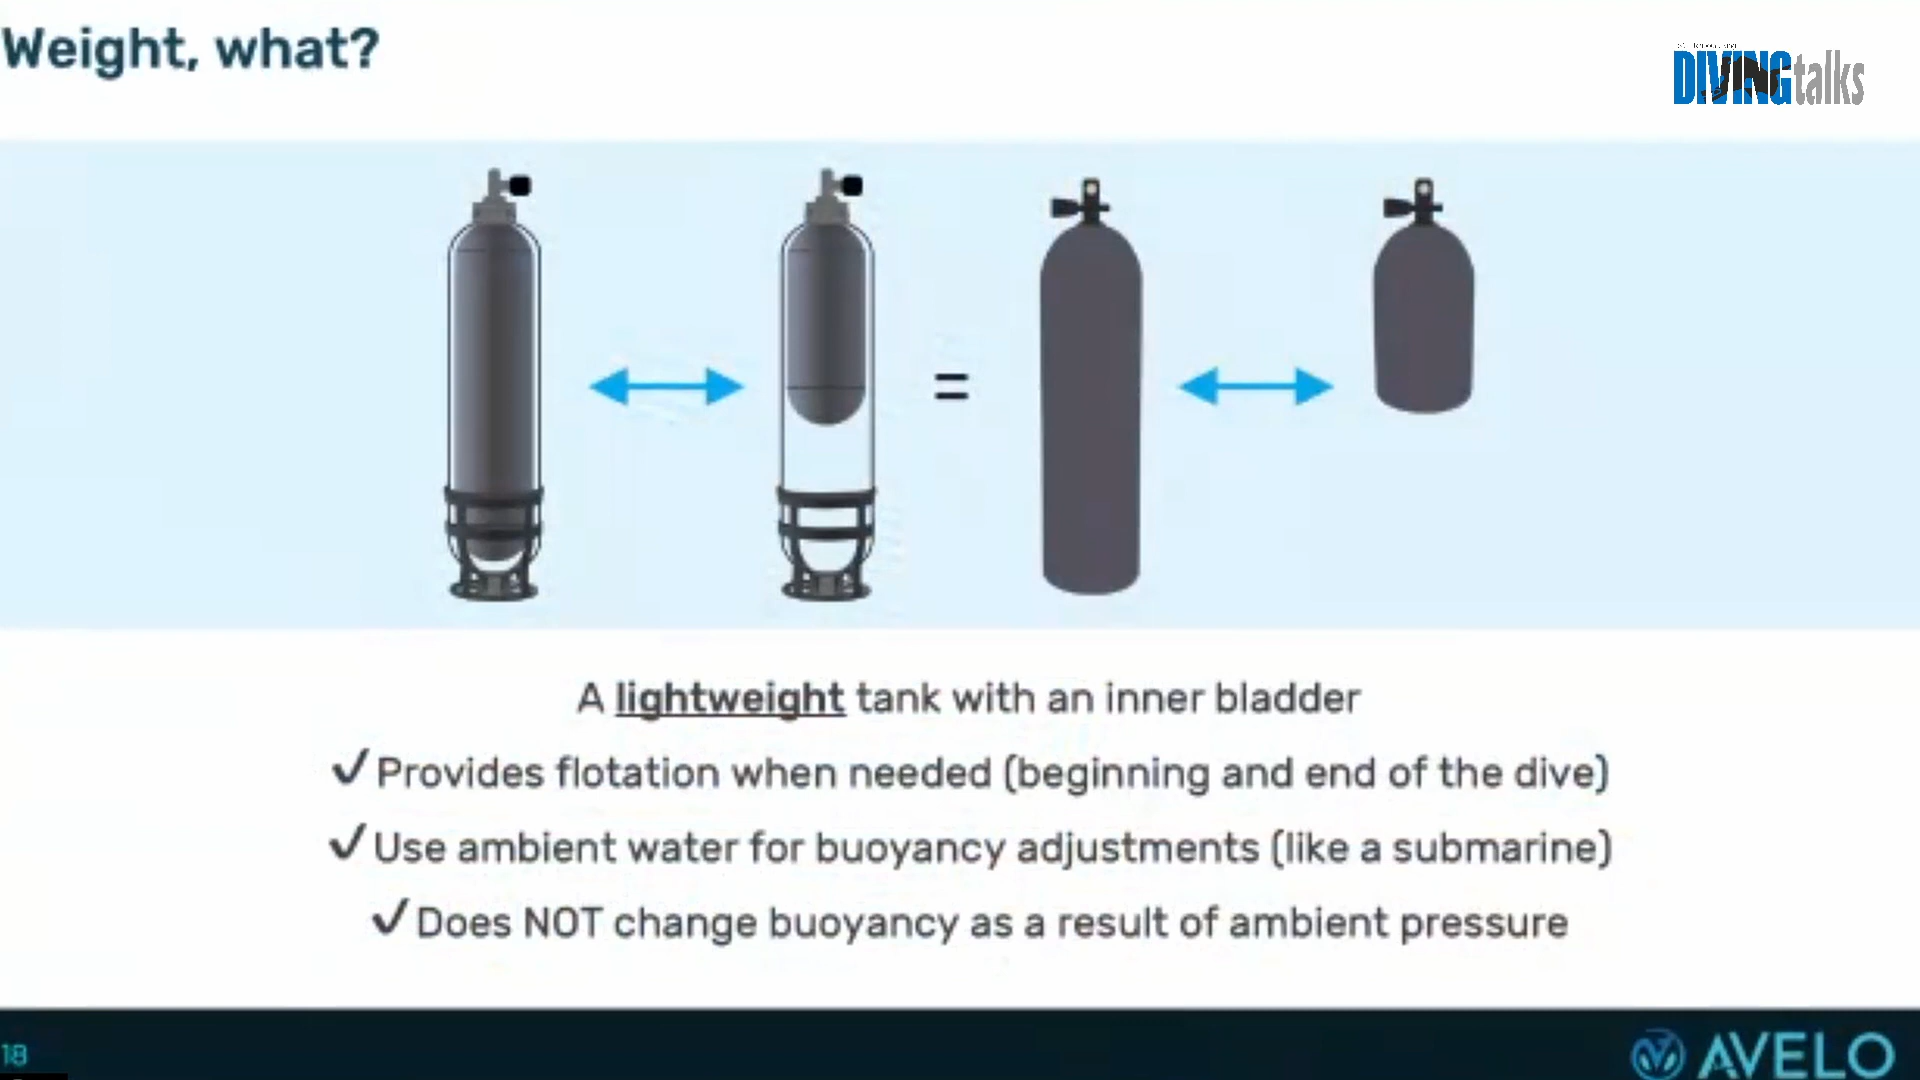 Weight, what?
DIVINGtalks
=
A lightweight tank with an inner bladder
✓Provides flotation when needed (beginning and end of the dive)
✓Use ambient water for buoyancy adjustments (like a submarine)
✓Does NOT change buoyancy as a result of ambient pressure
18
AVELO